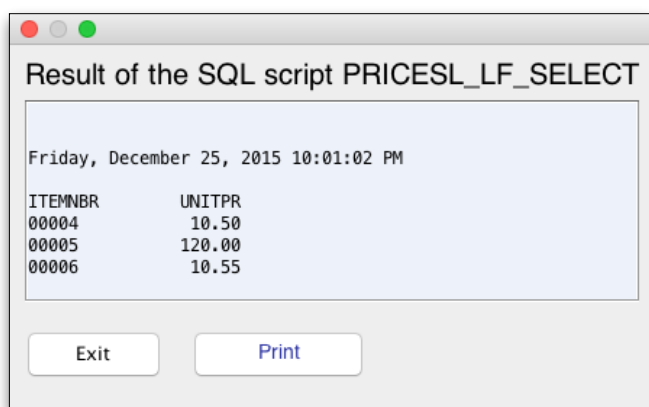 Result of the SQL script PRICESL_LF_SELECT
Friday, December 25, 2015 10:01:02 PM
ITEMNBR UNITPR
00004 10.50
00005 120.00
00006 10.55
Exit Print